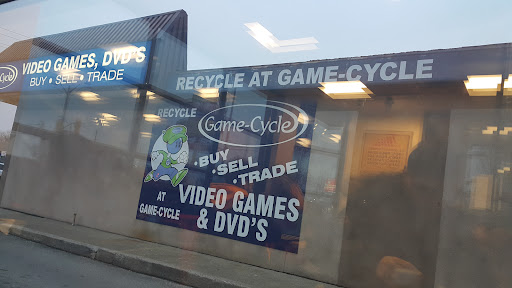 Cycle
VIDEO GAMES, DVD'S
BUY • SELL • TRADE
RECYCLE AT GAME-CYCLE
RECYCLE
Game-Cycle
• BUY
• SELL
• TRADE
AT
GAME-CYCLE
VIDEO GAMES
& DVD'S